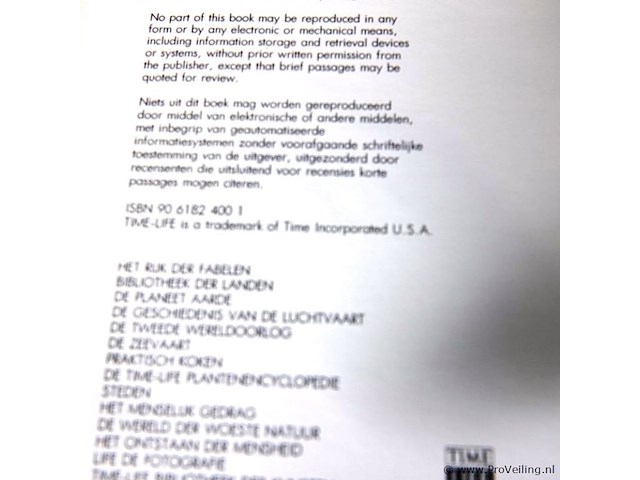 No part of this book may be reproduced in any
form or by any electronic or mechanical means,
including information storage and retrieval devices
or systems, without prior written permission from
the publisher, except that brief passages may be
quoted for review.
Niets uit dit boek mag worden gereproduceerd
door middel van elektronische of andere middelen,
met inbegrip van geautomatiseerde
informatiesystemen zonder voorafgaande schriftelijke
toestemming van de uitgever, uitgezonderd door
recensenten die uitsluitend voor recensies korte
passages mogen citeren.
ISBN 90 6182 400 1
TIME-LIFE is a trademark of Time Incorporated U.S.A.
HET RIJK DER FABELEN
BIBLIOTHEEK DER LANDEN
DE PLANEET AARDE
DE GESCHIEDENIS VAN DE LUCHTVAART
DE TWEEDE WERELDOORLOG
DE ZEEVAART
PRAKTISCH KOKEN
DE TIME-LIFE PLANTENENCYCLOPEDIE
STEDEN
HET MENSELIJK GEDRAG
DE WERELD DER WOESTE NATUUR
HET ONTSTAAN DER MENSHEID
LIFE DE FOTOGRAFIE
TIME-LIFE BIBLIOTHEEK DER
TIME
© www.ProVeiling.nl